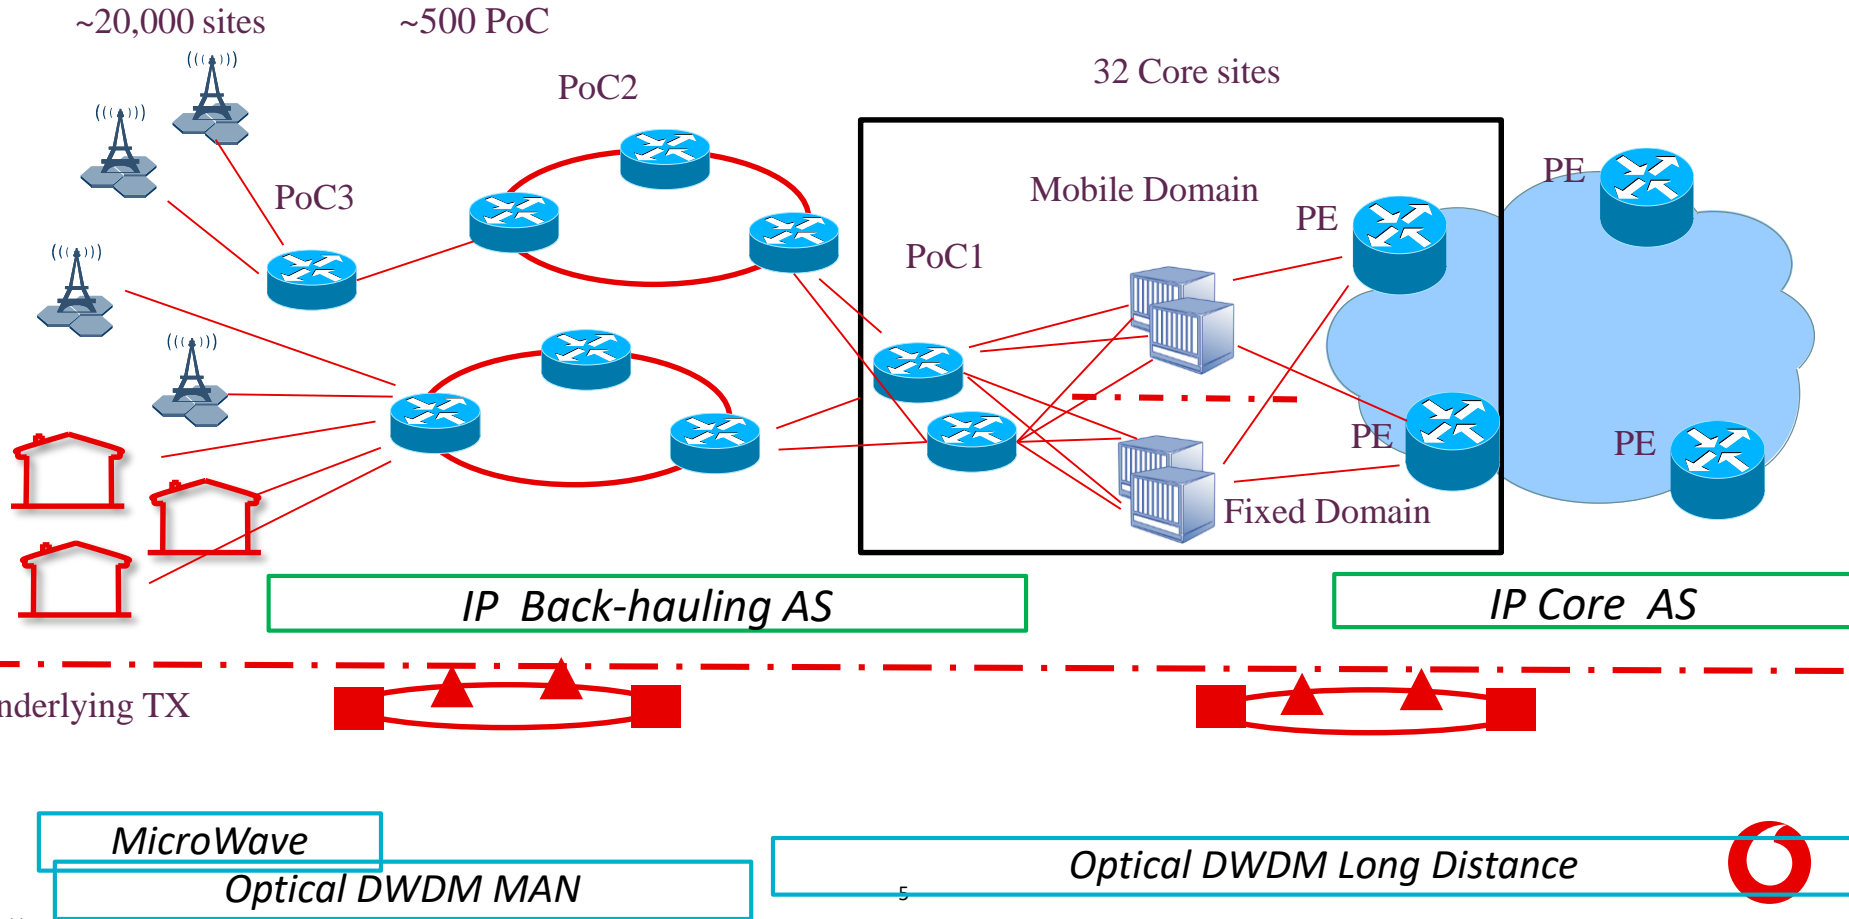 ~20,000 sites
~500 PoC
PoC2
32 Core sites
PoC3
Mobile Domain
PE
PE
PoC1
PE
PE
Fixed Domain
IP Back-hauling AS
IP Core AS
nderlying TX
MicroWave
Optical DWDM MAN
Optical DWDM Long Distance
5